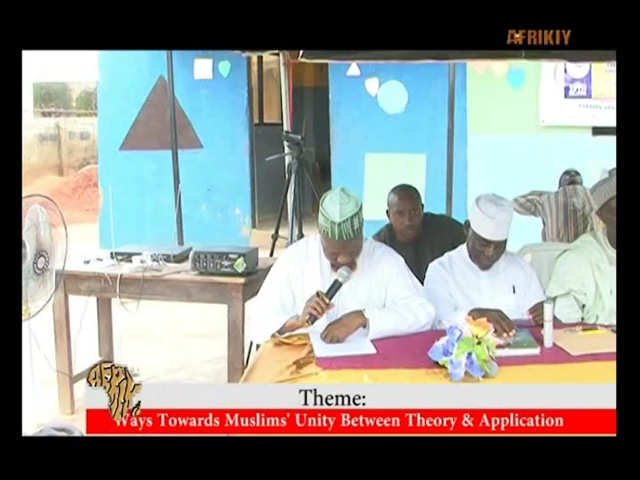 AFRIKIY
Theme:
Ways Towards Muslims' Unity Between Theory & Application